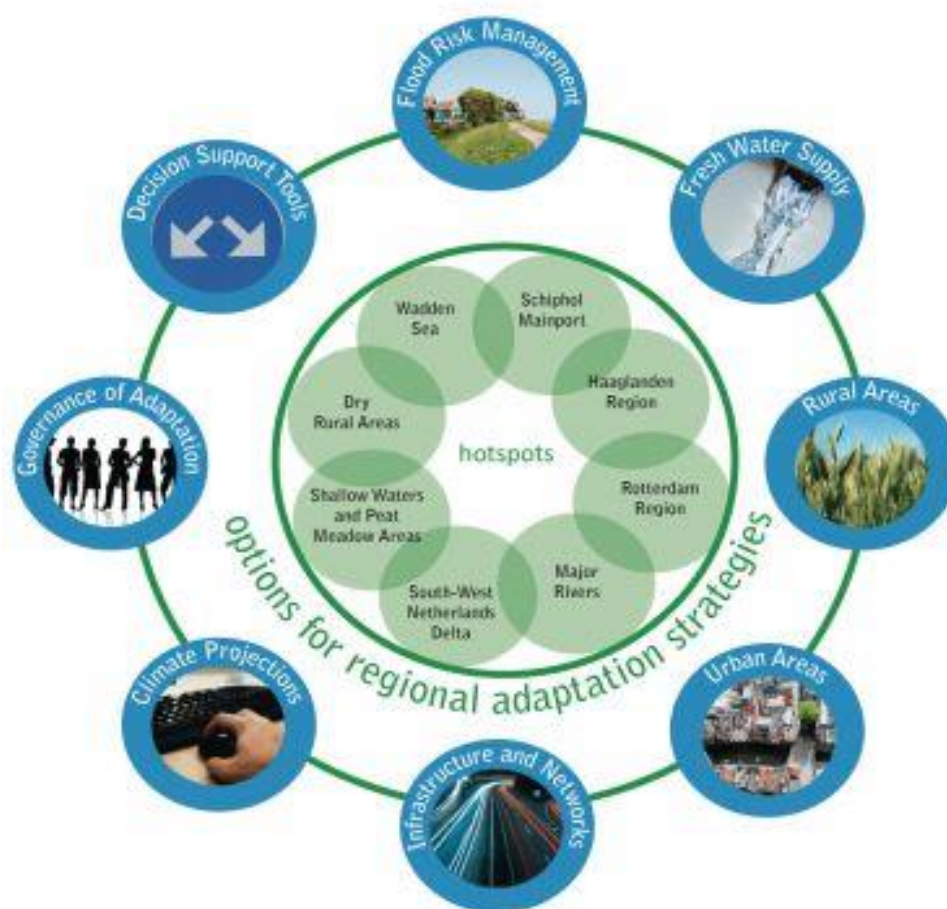 Flood Risk Management
Fresh Water Supply
Rural Areas
Urban Areas
Infrastructure and Networks
Climate Projections
Governance of Adaptation
Decision Support Tools
Wadden
Sea
Schiphol
Mainport
Haaglanden
Region
Rotterdam
Region
Major
Rivers
South-West
Netherlands
Delta
Shallow Waters
and Peat
Meadow Areas
Dry
Rural Areas
hotspots
options for regional adaptation strategies